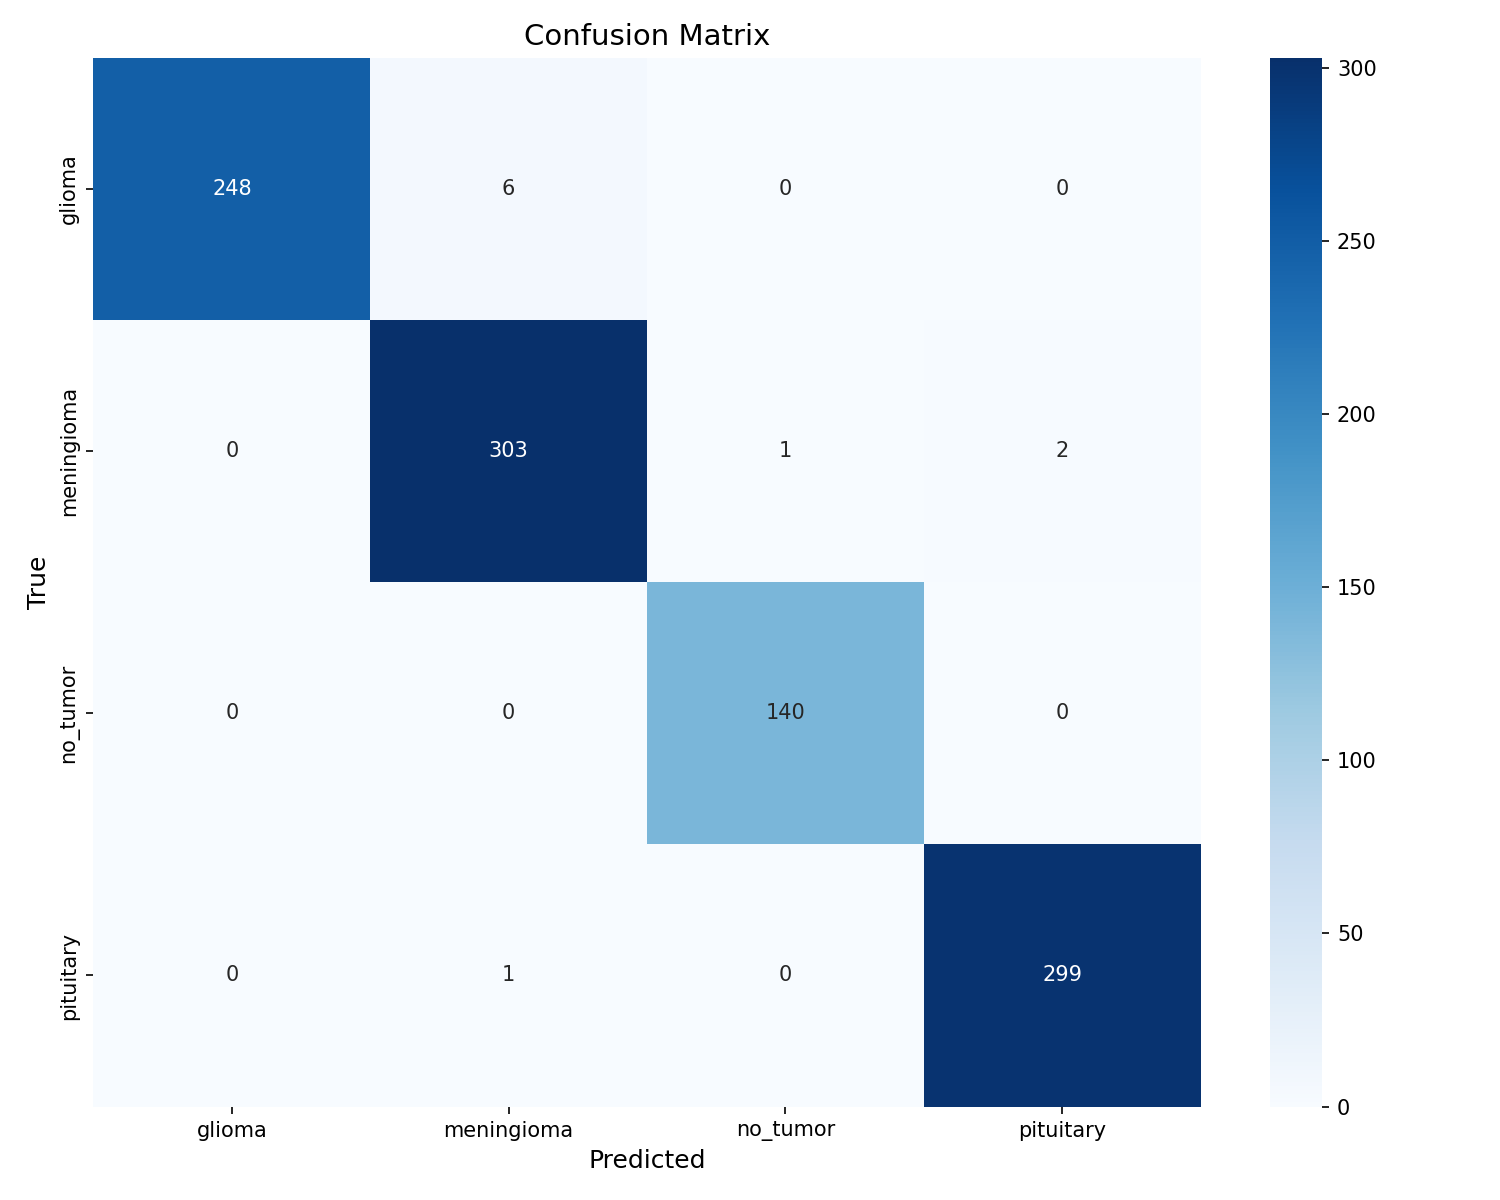 Confusion Matrix
glioma
248 6 0 0
meningioma
0 303 1 2
no_tumor
0 0 140 0
pituitary
0 1 0 299
True
glioma meningioma no_tumor pituitary
Predicted
300
250
200
150
100
50
0